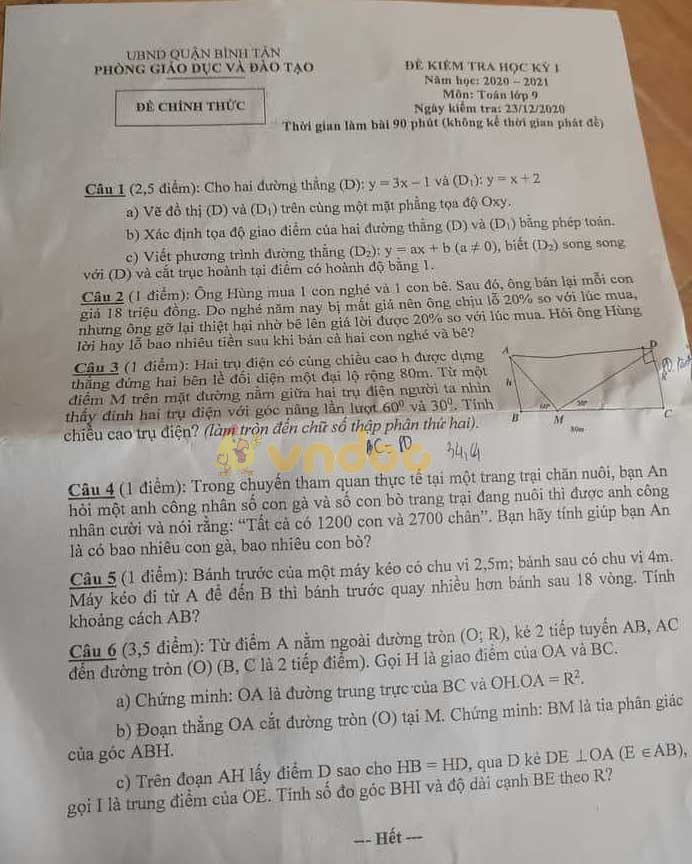 UBND QUẬN BÌNH TÂN
PHÒNG GIÁO DỤC VÀ ĐÀO TẠO
ĐỀ CHÍNH THỨC
ĐỀ KIỂM TRA HỌC KỲ I
Năm học: 2020 – 2021
Môn: Toán lớp 9
Ngày kiểm tra: 23/12/2020
Thời gian làm bài 90 phút (không kể thời gian phát đề)
Câu 1 (2,5 điểm): Cho hai đường thẳng (D): y = 3x – 1 và (D₁): y = x + 2
a) Vẽ đồ thị (D) và (D₁) trên cùng một mặt phẳng tọa độ Oxy.
b) Xác định tọa độ giao điểm của hai đường thẳng (D) và (D₁) bằng phép toán.
c) Viết phương trình đường thẳng (D₂): y = ax + b (a ≠ 0), biết (D₂) song song
với (D) và cắt trục hoành tại điểm có hoành độ bằng 1.
Câu 2 (1 điểm): Ông Hùng mua 1 con nghé và 1 con bê. Sau đó, ông bán lại mỗi con
giá 18 triệu đồng. Do nghé năm nay bị mất giá nên ông chịu lỗ 20% so với lúc mua,
nhưng ông gỡ lại thiệt hại nhờ bê lên giá lời được 20% so với lúc mua. Hỏi ông Hùng
lời hay lỗ bao nhiêu tiền sau khi bán cả hai con nghé và bê?
Câu 3 (1 điểm): Hai trụ điện có cùng chiều cao h được dựng
thẳng đứng hai bên lề đối diện một đại lộ rộng 80m. Từ một
điểm M trên mặt đường nằm giữa hai trụ điện người ta nhìn
thấy đỉnh hai trụ điện với góc nâng lần lượt 60⁰ và 30⁰. Tính
chiều cao trụ điện? (làm tròn đến chữ số thập phân thứ hai).
A
D
h
60°
30°
B
M
C
80m
AC = PD
34,4
vndoc
Câu 4 (1 điểm): Trong chuyến tham quan thực tế tại một trang trại chăn nuôi, bạn An
hỏi một anh công nhân số con gà và số con bò trang trại đang nuôi thì được anh công
nhân cười và nói rằng: “Tất cả có 1200 con và 2700 chân”. Bạn hãy tính giúp bạn An
là có bao nhiêu con gà, bao nhiêu con bò?
Câu 5 (1 điểm): Bánh trước của một máy kéo có chu vi 2,5m; bánh sau có chu vi 4m.
Máy kéo đi từ A để đến B thì bánh trước quay nhiều hơn bánh sau 18 vòng. Tính
khoảng cách AB?
Câu 6 (3,5 điểm): Từ điểm A nằm ngoài đường tròn (O; R), kẻ 2 tiếp tuyến AB, AC
đến đường tròn (O) (B, C là 2 tiếp điểm). Gọi H là giao điểm của OA và BC.
a) Chứng minh: OA là đường trung trực của BC và OH.OA = R².
b) Đoạn thẳng OA cắt đường tròn (O) tại M. Chứng minh: BM là tia phân giác
của góc ABH.
c) Trên đoạn AH lấy điểm D sao cho HB = HD, qua D kẻ DE ⊥OA (E ∈AB),
gọi I là trung điểm của OE. Tính số đo góc BHI và độ dài cạnh BE theo R?
--- Hết ---